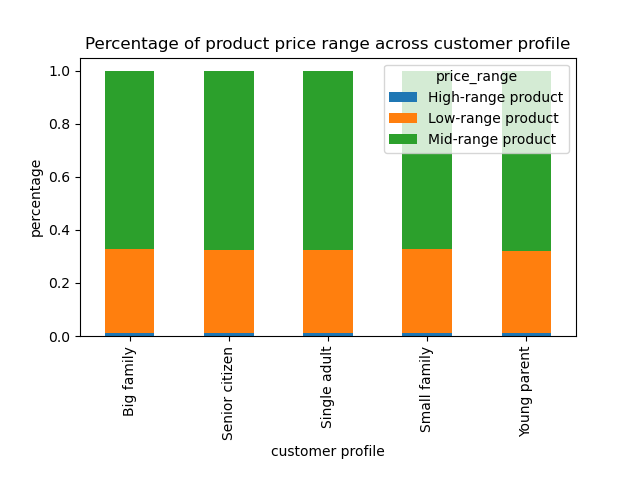 Percentage of product price range across customer profile
price_range
High-range product
Low-range product
Mid-range product
percentage
1.0
0.8
0.6
0.4
0.2
0.0
Big family
Senior citizen
Single adult
Small family
Young parent
customer profile